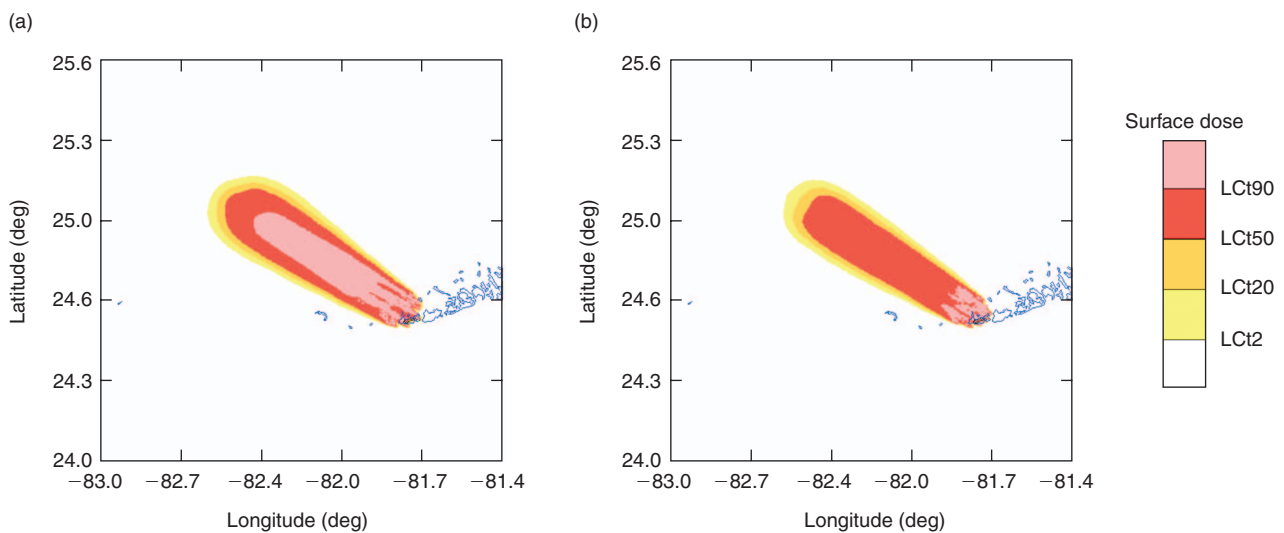 (a)
25.6
25.3
25.0
24.6
24.3
24.0
Latitude (deg)
−83.0 −82.7 −82.4 −82.0 −81.7 −81.4
Longitude (deg)
(b)
25.6
25.3
25.0
24.6
24.3
24.0
Latitude (deg)
−83.0 −82.7 −82.4 −82.0 −81.7 −81.4
Longitude (deg)
Surface dose
LCt90
LCt50
LCt20
LCt2